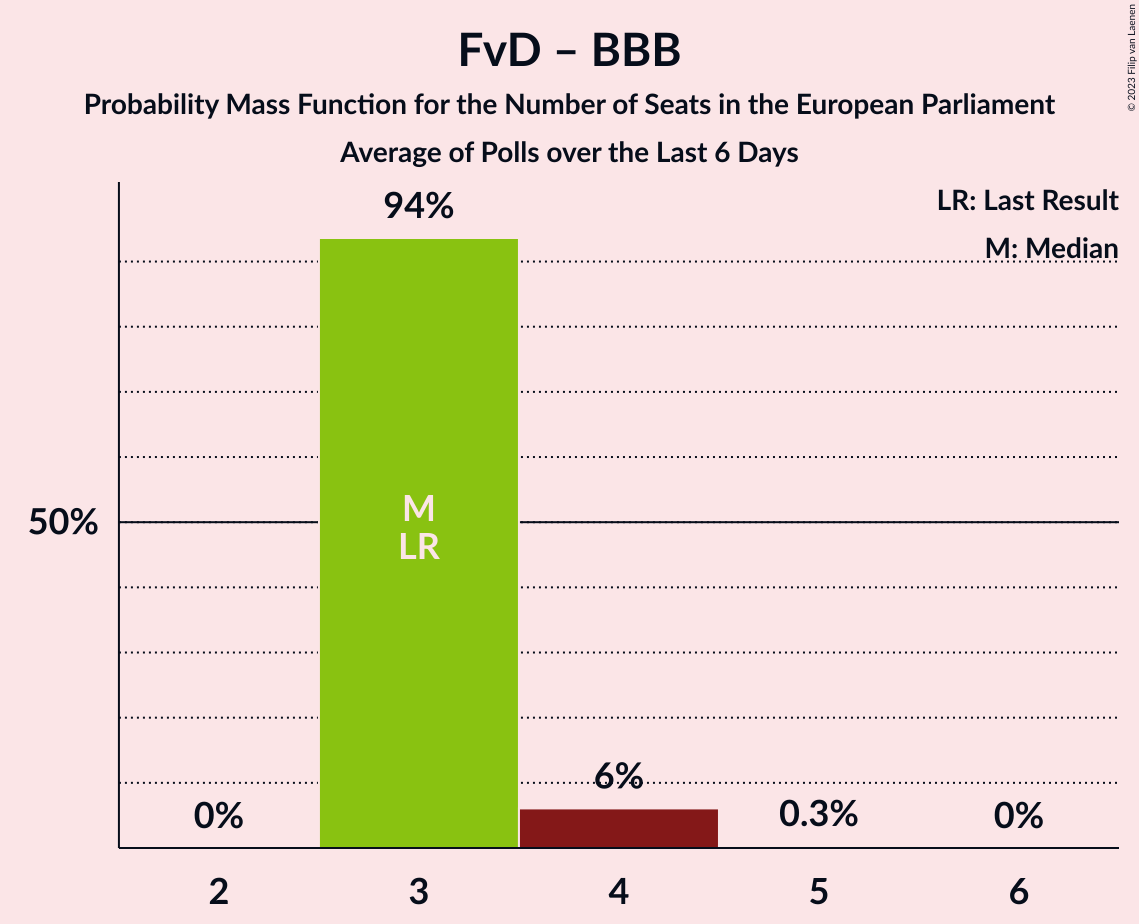 FvD – BBB
Probability Mass Function for the Number of Seats in the European Parliament
Average of Polls over the Last 6 Days
© 2023 Filip van Laenen
LR: Last Result
M: Median
94%
50%
M
LR
0%
6%
0.3%
0%
2 3 4 5 6